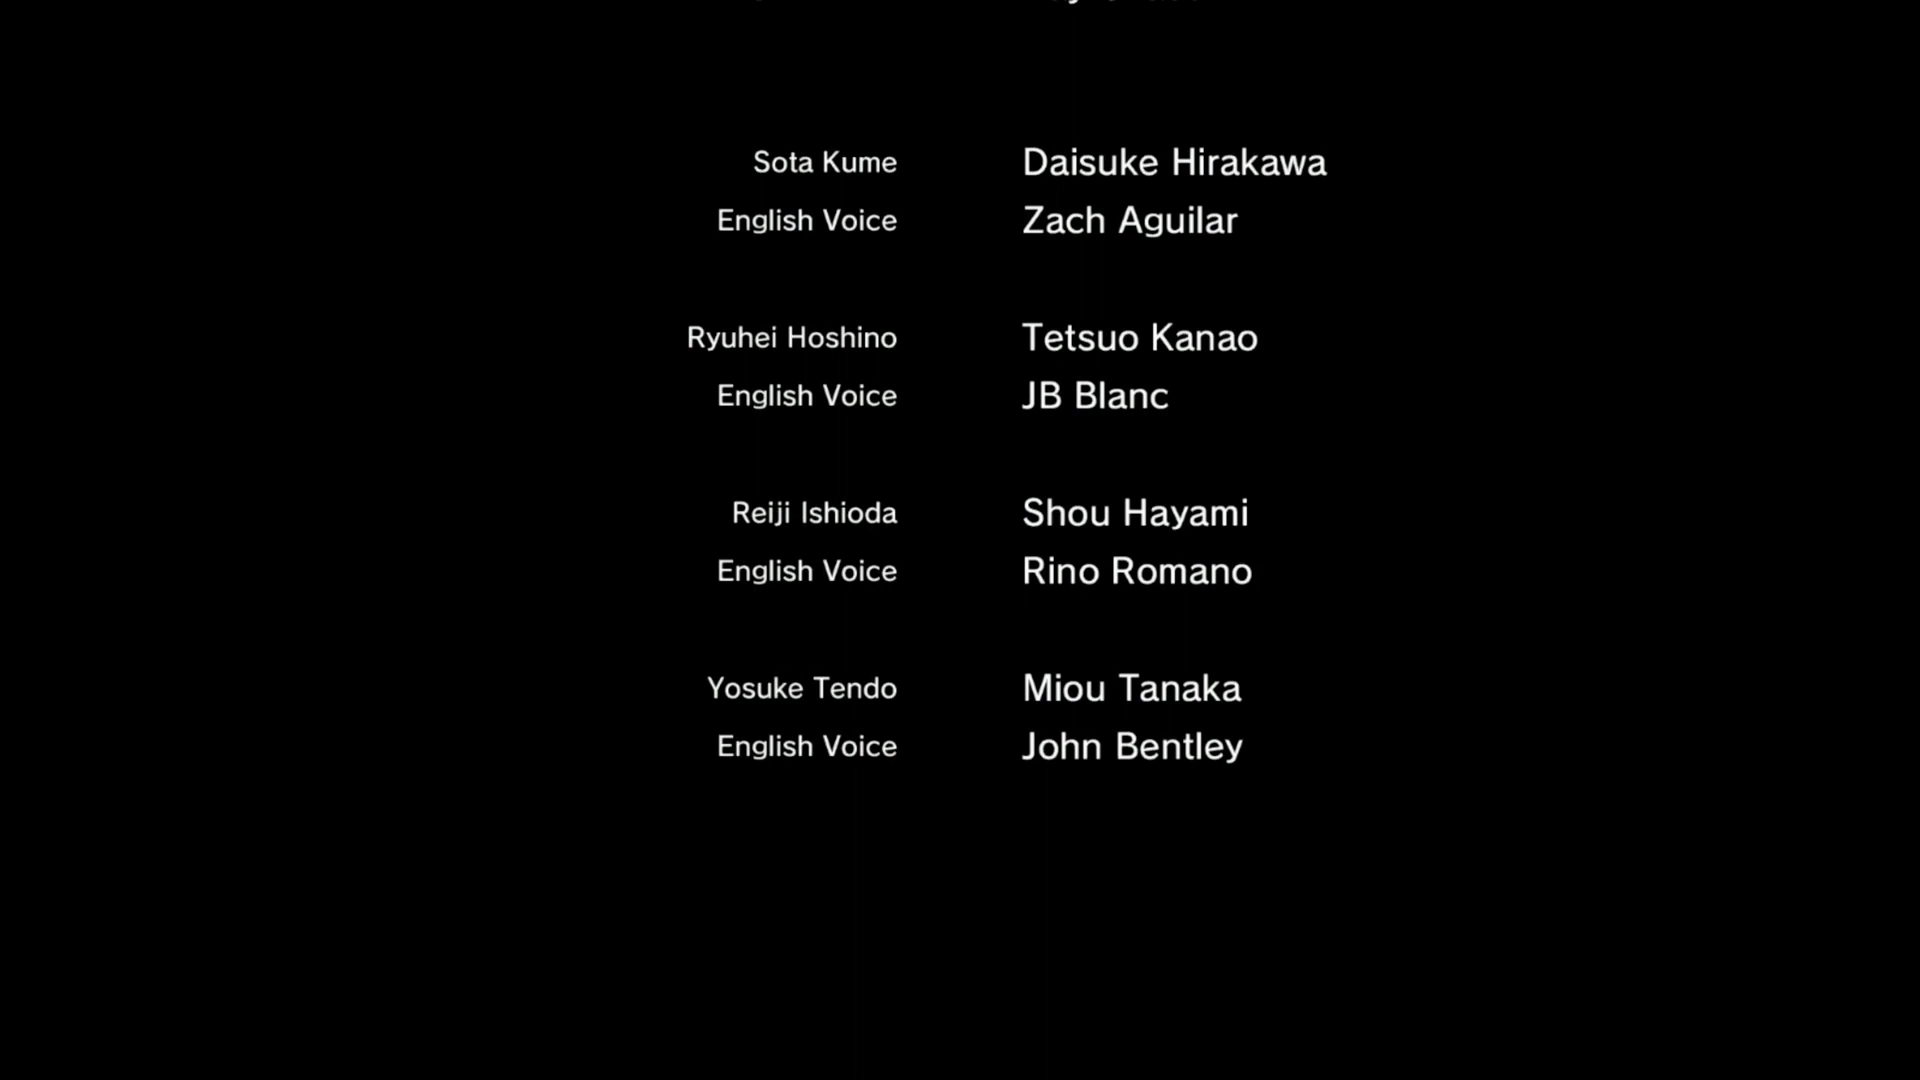 Sota Kume Daisuke Hirakawa
English Voice Zach Aguilar
Ryuhei Hoshino Tetsuo Kanao
English Voice JB Blanc
Reiji Ishioda Shou Hayami
English Voice Rino Romano
Yosuke Tendo Miou Tanaka
English Voice John Bentley